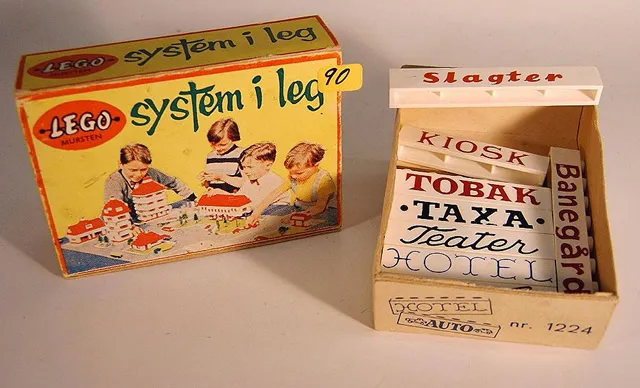 LEGO
system i leg
LEGO
MURSTEN
system i leg
90
Slagter
KIOSK
TOBAK
•TAXA•
Teater
HOTEL
Banegård
HOTEL
AUTO
nr. 1224